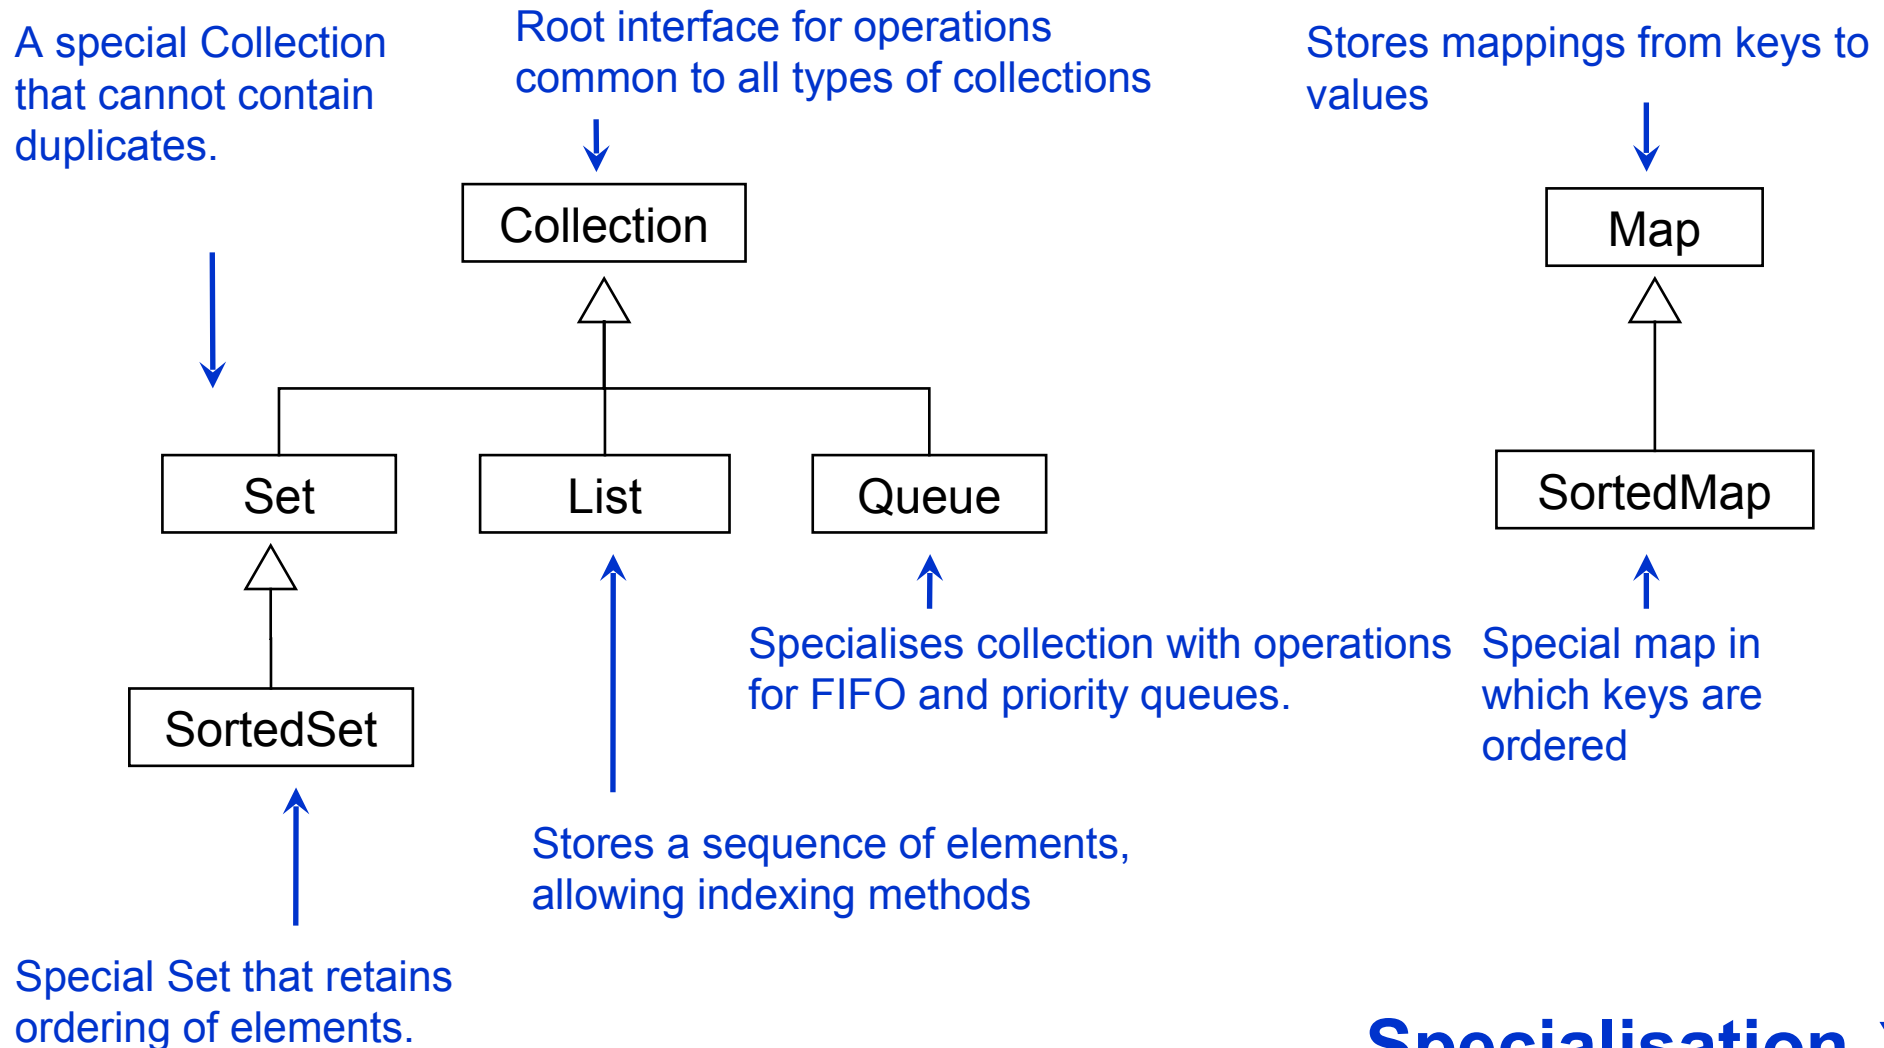 A special Collection
that cannot contain
duplicates.
Root interface for operations
common to all types of collections
Stores mappings from keys to
values
Collection
Map
Set
List
Queue
SortedMap
Specialises collection with operations
for FIFO and priority queues.
Special map in
which keys are
ordered
SortedSet
Stores a sequence of elements,
allowing indexing methods
Special Set that retains
ordering of elements.
Specialisation